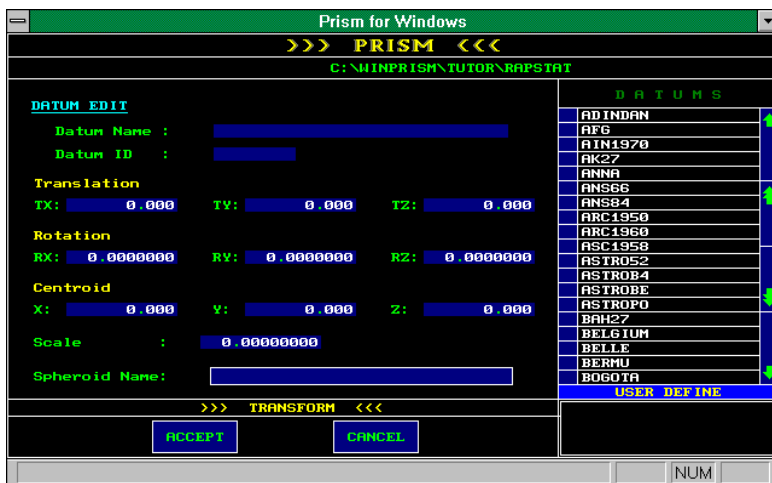 Prism for Windows
>>> PRISM <<<
C:\WINPRISM\TUTOR\RAPSTAT
DATUM EDIT
Datum Name :
Datum ID :
Translation
TX: 0.000 TY: 0.000 TZ: 0.000
Rotation
RX: 0.0000000 RY: 0.0000000 RZ: 0.0000000
Centroid
X: 0.000 Y: 0.000 Z: 0.000
Scale : 0.00000000
Spheroid Name:
DATUMS
ADINDAN
AFG
AIN1970
AK27
ANNA
ANS66
ANS84
ARC1950
ARC1960
ASC1958
ASTRO52
ASTROB4
ASTROBE
ASTROPO
BAH27
BELGIUM
BELLE
BERMU
BOGOTA
USER DEFINE
>>> TRANSFORM <<<
ACCEPT CANCEL
NUM